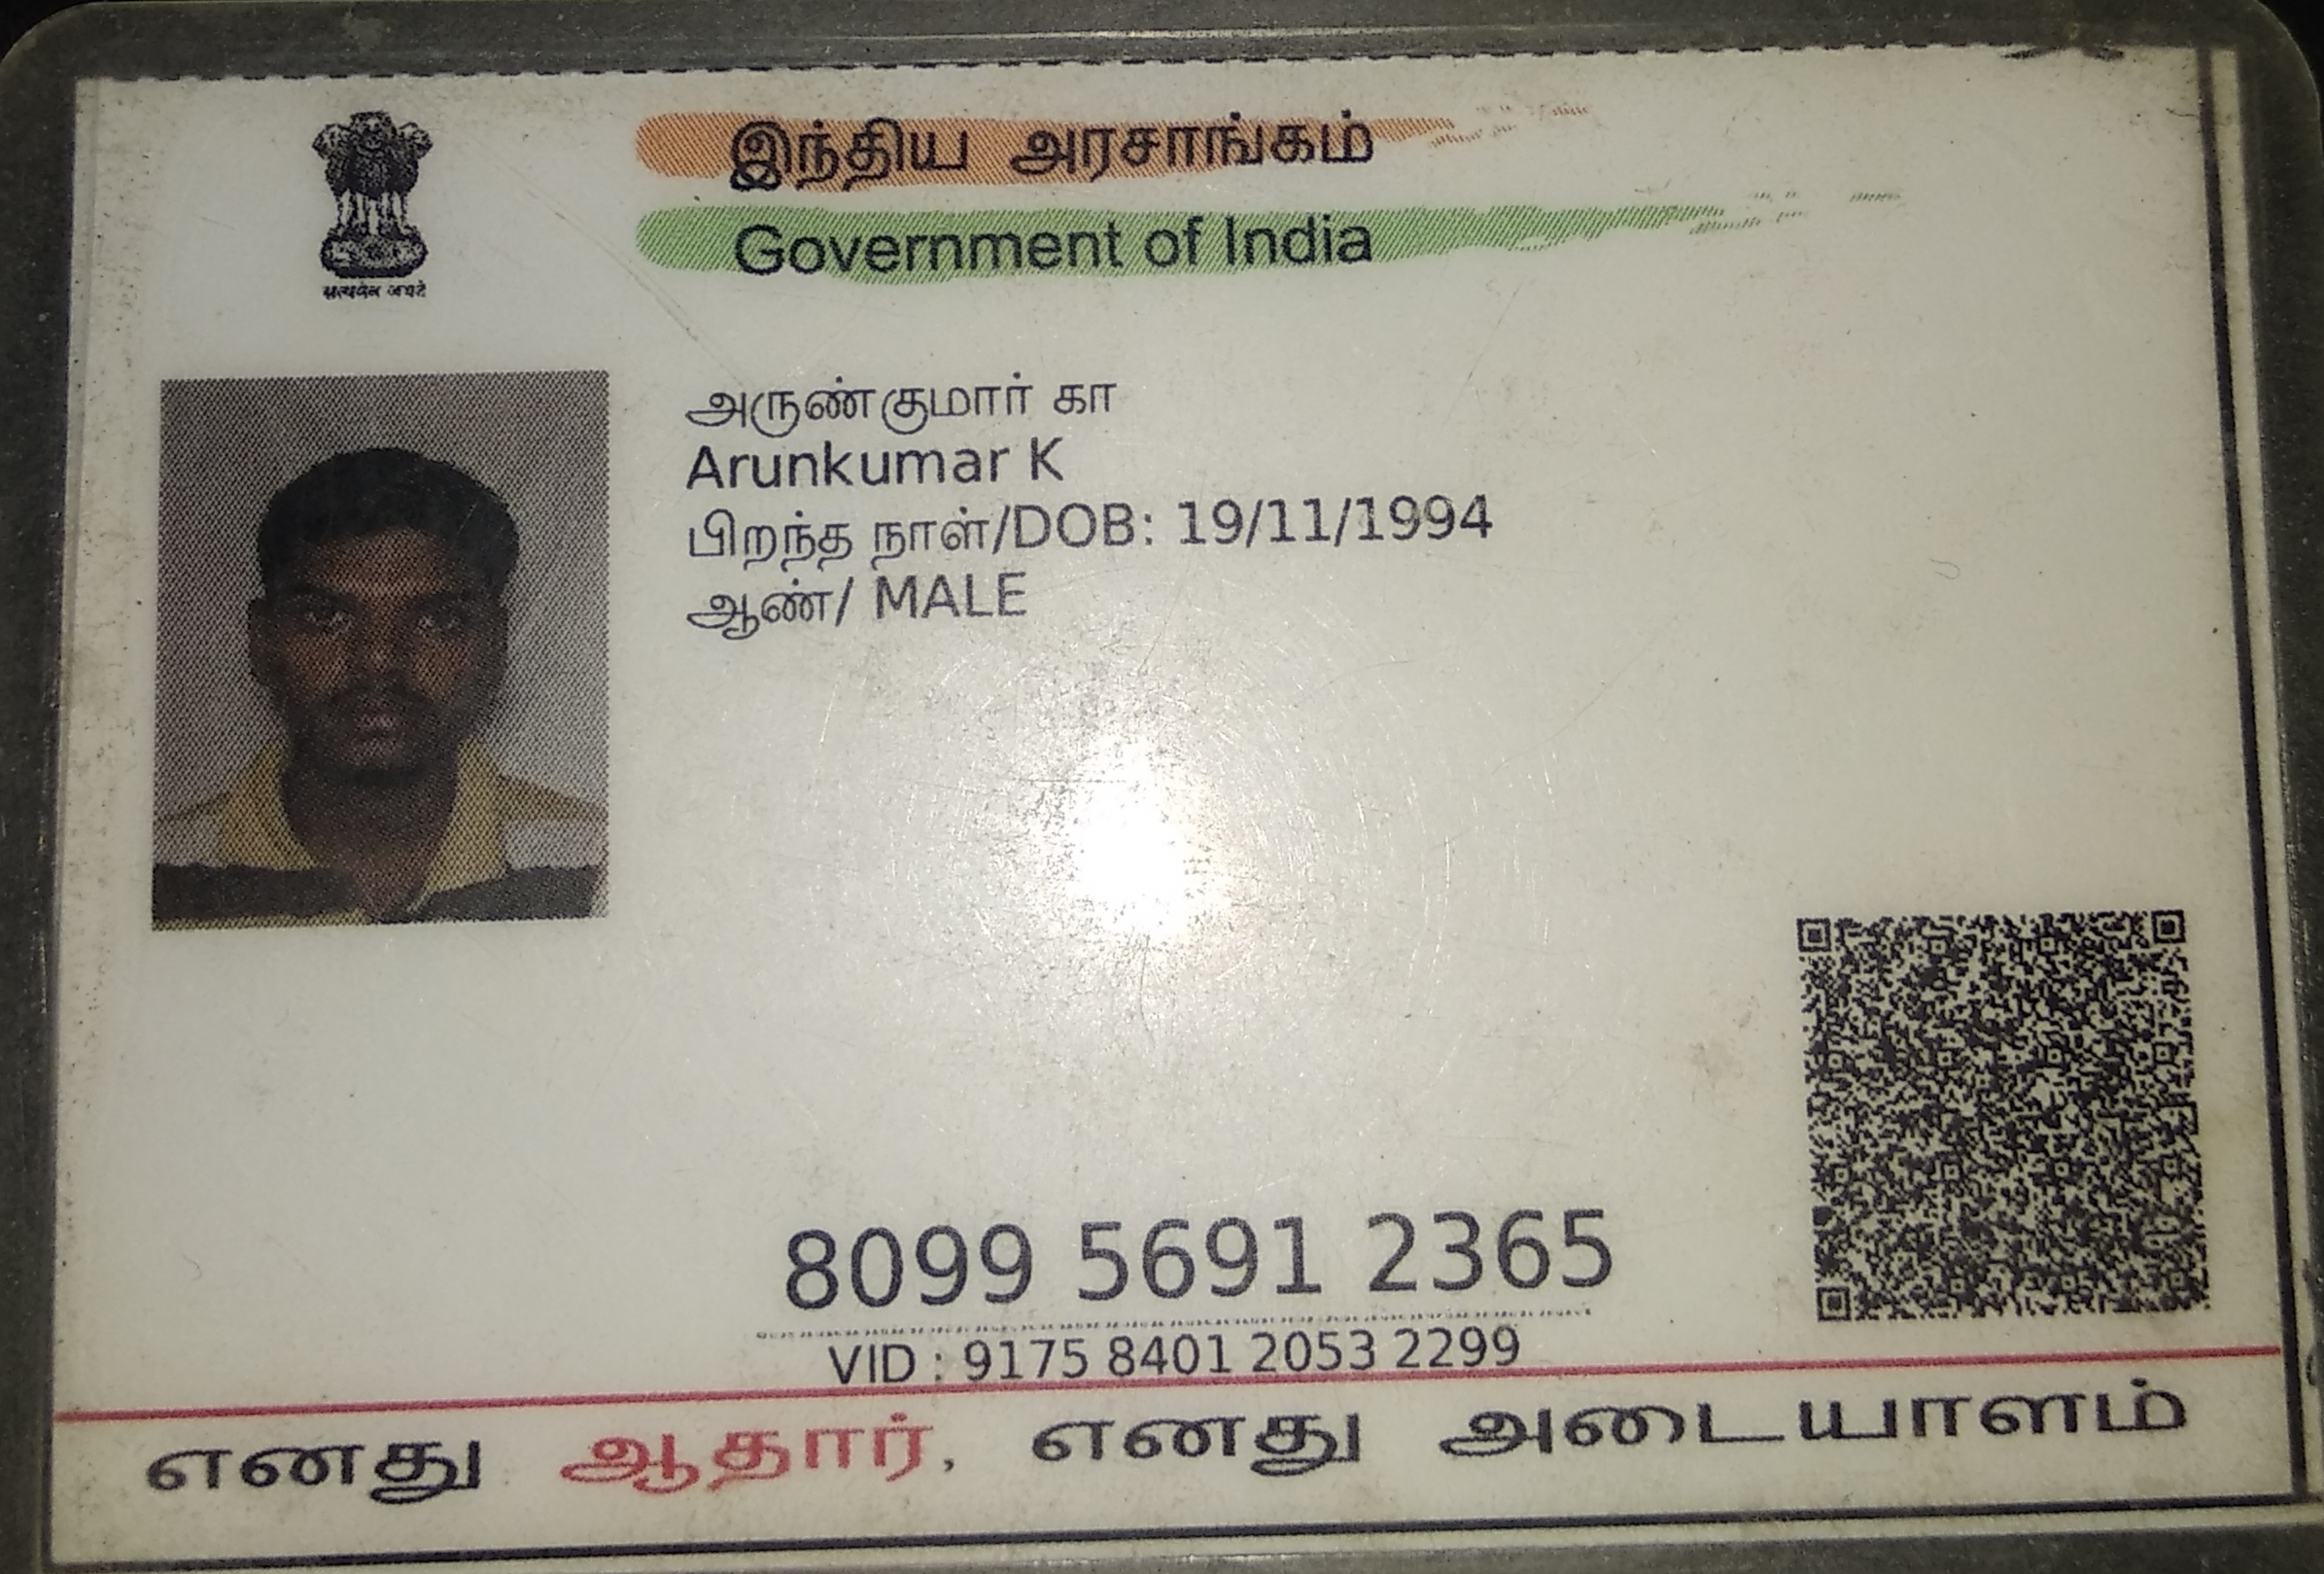 இந்திய அரசாங்கம்
Government of India
सत्यमेव जयते
அருண்குமார் கா
Arunkumar K
பிறந்த நாள்/DOB: 19/11/1994
ஆண்/ MALE
8099 5691 2365
VID : 9175 8401 2053 2299
எனது ஆதார், எனது அடையாளம்